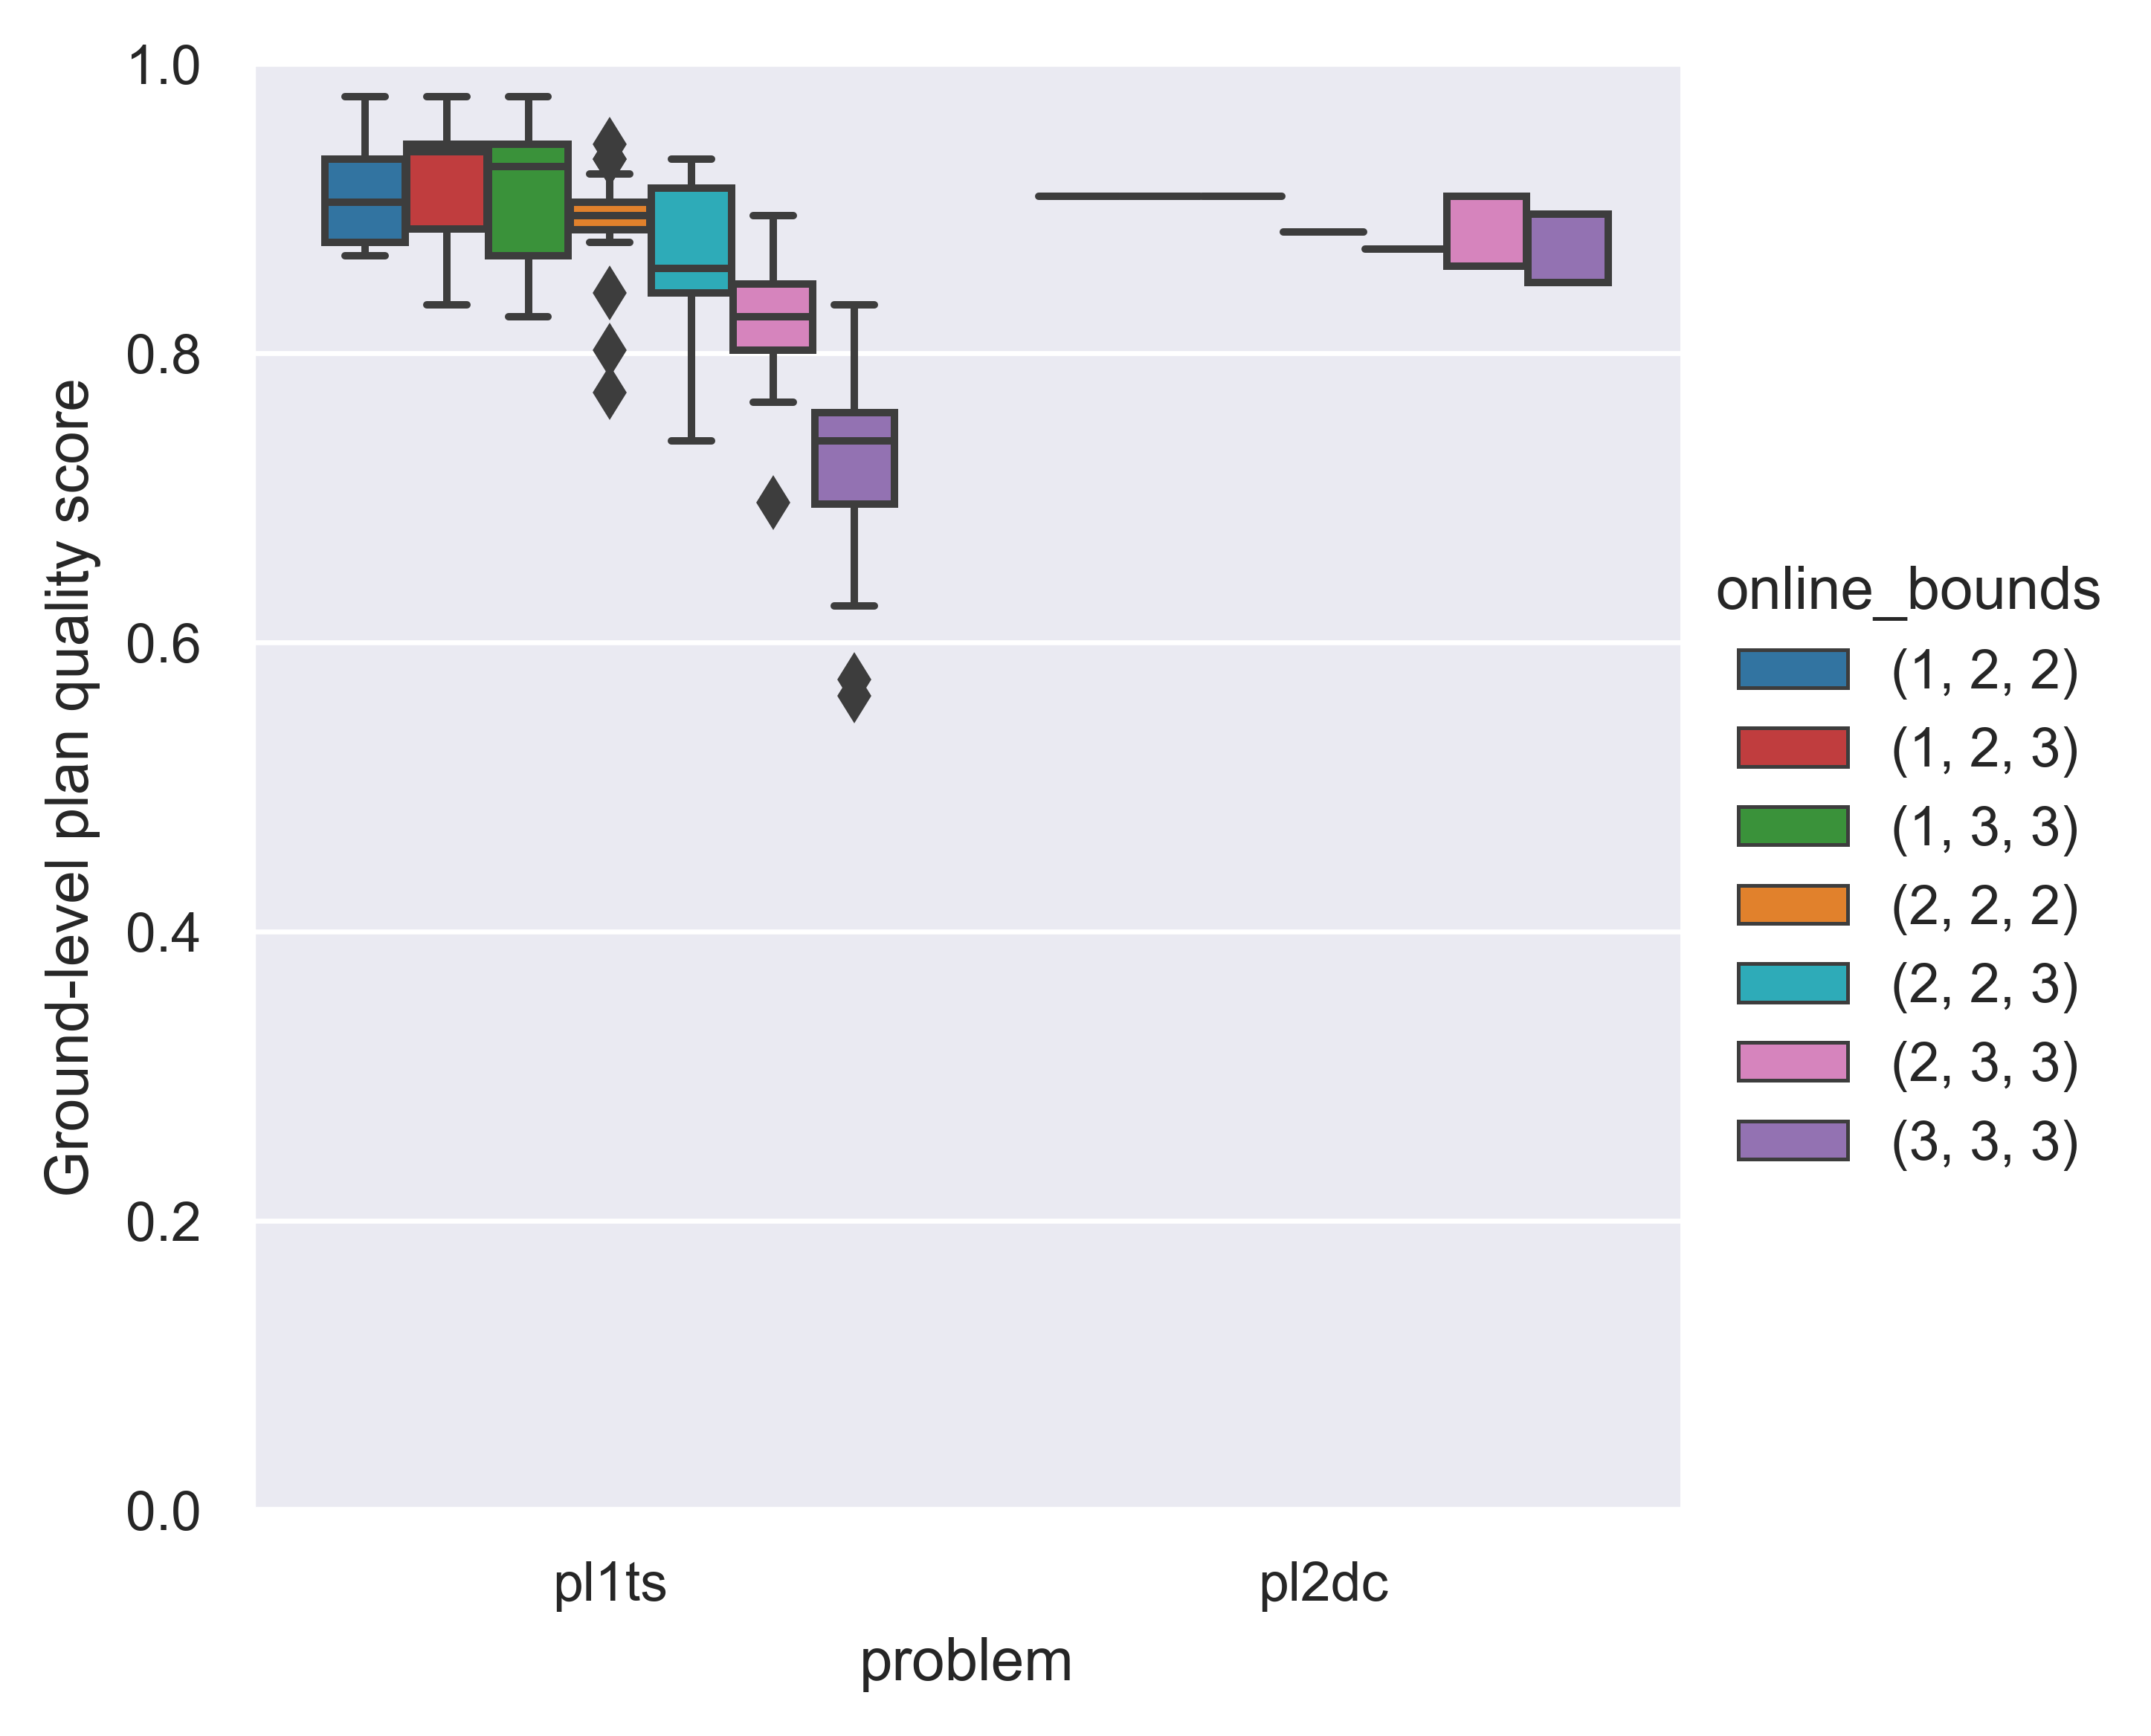 1.0
0.8
0.6
0.4
0.2
0.0
Ground-level plan quality score
pl1ts
pl2dc
problem
online_bounds
(1, 2, 2)
(1, 2, 3)
(1, 3, 3)
(2, 2, 2)
(2, 2, 3)
(2, 3, 3)
(3, 3, 3)